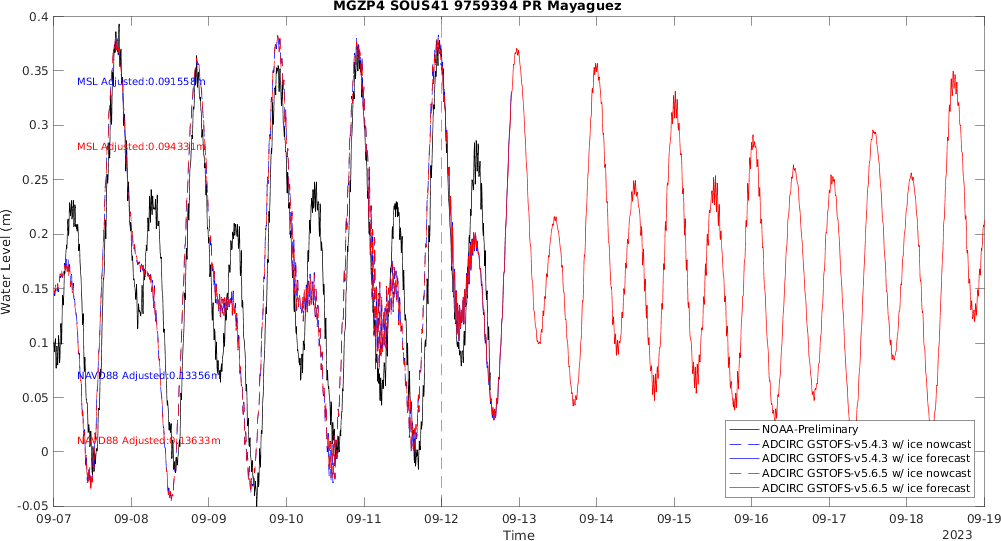 MGZP4 SOUS41 9759394 PR Mayaguez
0.4
0.35
0.3
0.25
0.2
0.15
0.1
0.05
0
-0.05
Water Level (m)
MSL Adjusted:0.091558m
MSL Adjusted:0.094331m
NAVD88 Adjusted:0.13356m
NAVD88 Adjusted:0.13633m
NOAA-Preliminary
ADCIRC GSTOFS-v5.4.3 w/ ice nowcast
ADCIRC GSTOFS-v5.4.3 w/ ice forecast
ADCIRC GSTOFS-v5.6.5 w/ ice nowcast
ADCIRC GSTOFS-v5.6.5 w/ ice forecast
09-07 09-08 09-09 09-10 09-11 09-12 09-13 09-14 09-15 09-16 09-17 09-18 09-19
Time
2023